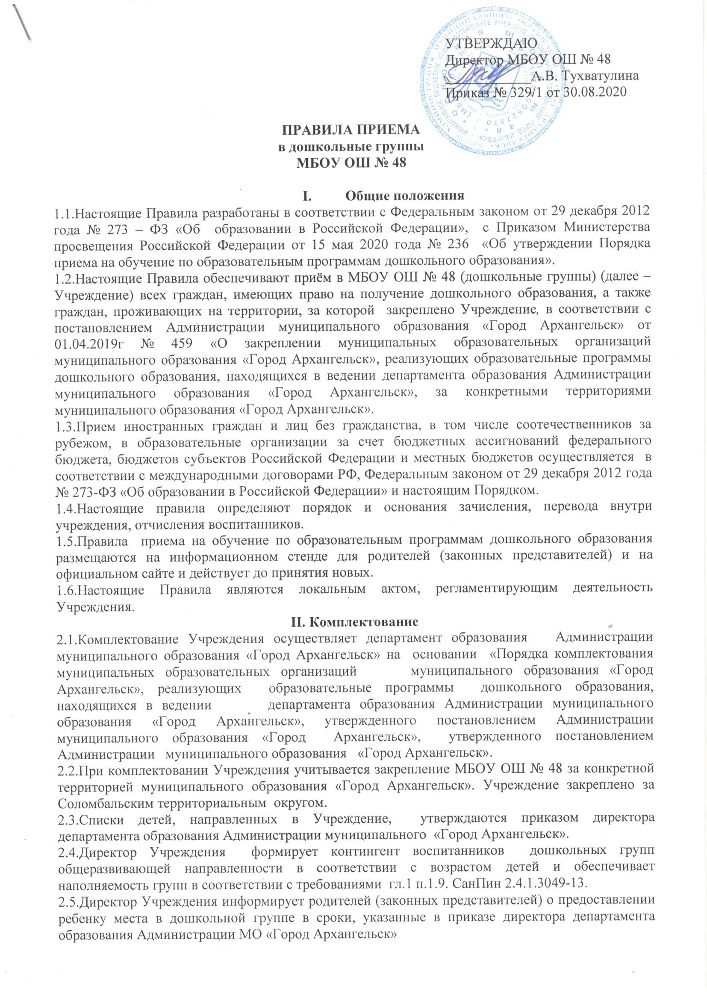 УТВЕРЖДАЮ
Директор МБОУ ОШ № 48
____________А.В. Тухватулина
Приказ № 329/1 от 30.08.2020
ПРАВИЛА ПРИЕМА
в дошкольные группы
МБОУ ОШ № 48
I. Общие положения
1.1.Настоящие Правила разработаны в соответствии с Федеральным законом от 29 декабря 2012
года № 273 – ФЗ «Об образовании в Российской Федерации», с Приказом Министерства
просвещения Российской Федерации от 15 мая 2020 года № 236 «Об утверждении Порядка
приема на обучение по образовательным программам дошкольного образования».
1.2.Настоящие Правила обеспечивают приём в МБОУ ОШ № 48 (дошкольные группы) (далее –
Учреждение) всех граждан, имеющих право на получение дошкольного образования, а также
граждан, проживающих на территории, за которой закреплено Учреждение, в соответствии с
постановлением Администрации муниципального образования «Город Архангельск» от
01.04.2019г № 459 «О закреплении муниципальных образовательных организаций
муниципального образования «Город Архангельск», реализующих образовательные программы
дошкольного образования, находящихся в ведении департамента образования Администрации
муниципального образования «Город Архангельск», за конкретными территориями
муниципального образования «Город Архангельск».
1.3.Прием иностранных граждан и лиц без гражданства, в том числе соотечественников за
рубежом, в образовательные организации за счет бюджетных ассигнований федерального
бюджета, бюджетов субъектов Российской Федерации и местных бюджетов осуществляется в
соответствии с международными договорами РФ, Федеральным законом от 29 декабря 2012 года
№ 273-ФЗ «Об образовании в Российской Федерации» и настоящим Порядком.
1.4.Настоящие правила определяют порядок и основания зачисления, перевода внутри
учреждения, отчисления воспитанников.
1.5.Правила приема на обучение по образовательным программам дошкольного образования
размещаются на информационном стенде для родителей (законных представителей) и на
официальном сайте и действует до принятия новых.
1.6.Настоящие Правила являются локальным актом, регламентирующим деятельность
Учреждения.
II. Комплектование
2.1.Комплектование Учреждения осуществляет департамент образования Администрации
муниципального образования «Город Архангельск» на основании «Порядка комплектования
муниципальных образовательных организаций муниципального образования «Город
Архангельск», реализующих образовательные программы дошкольного образования,
находящихся в ведении департамента образования Администрации муниципального
образования «Город Архангельск», утвержденного постановлением Администрации
муниципального образования «Город Архангельск», утвержденного постановлением
Администрации муниципального образования «Город Архангельск».
2.2.При комплектовании Учреждения учитывается закрепление МБОУ ОШ № 48 за конкретной
территорией муниципального образования «Город Архангельск». Учреждение закреплено за
Соломбальским территориальным округом.
2.3.Списки детей, направленных в Учреждение, утверждаются приказом директора
департамента образования Администрации муниципального «Город Архангельск».
2.4.Директор Учреждения формирует контингент воспитанников дошкольных групп
общеразвивающей направленности в соответствии с возрастом детей и обеспечивает
наполняемость групп в соответствии с требованиями гл.1 п.1.9. СанПин 2.4.1.3049-13.
2.5.Директор Учреждения информирует родителей (законных представителей) о предоставлении
ребенку места в дошкольной группе в сроки, указанные в приказе директора департамента
образования Администрации МО «Город Архангельск»